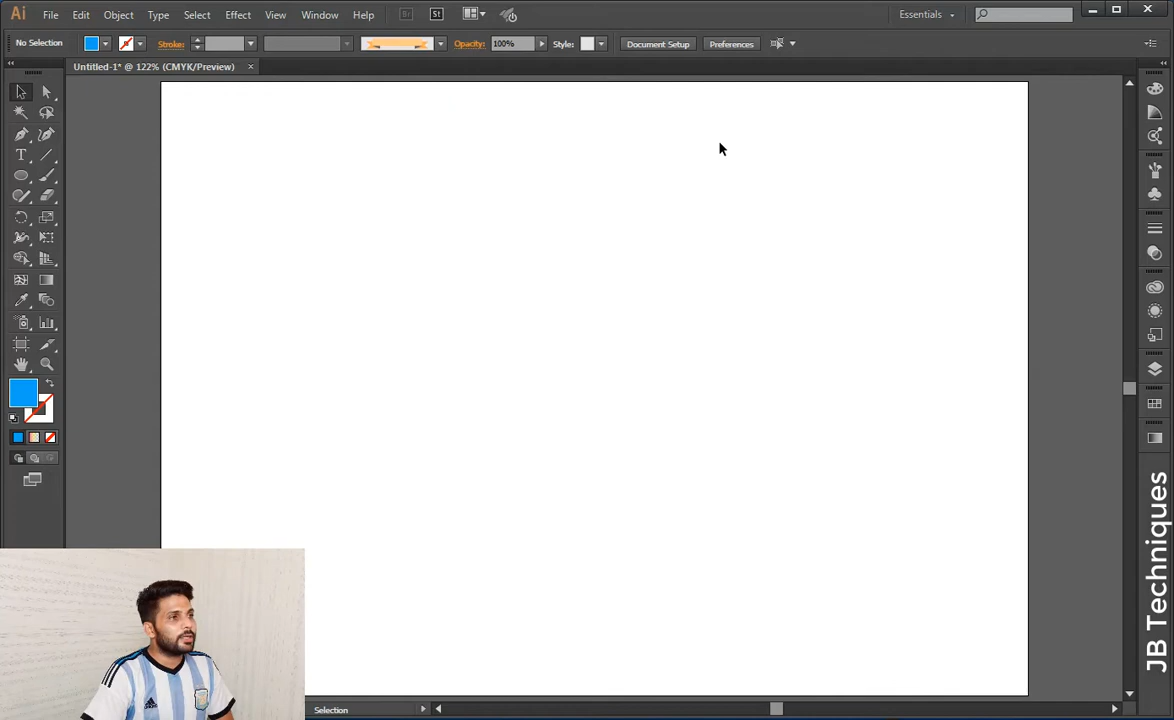 Ai File Edit Object Type Select Effect View Window Help Br St Essentials
No Selection Stroke: Opacity: 100% Style: Document Setup Preferences
Untitled-1* @ 122% (CMYK/Preview) ×
T
Selection
JB Techniques